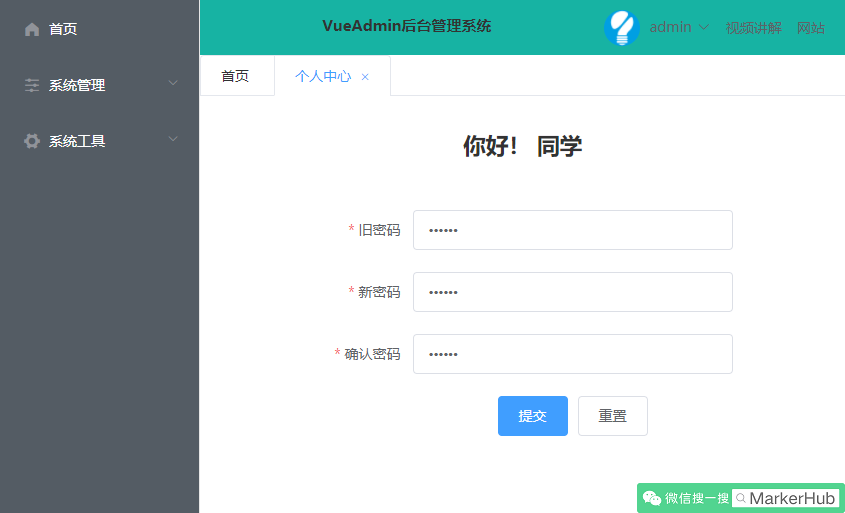 首页
系统管理
系统工具
VueAdmin后台管理系统
admin 视频讲解 网站
首页 个人中心 ×
你好！ 同学
* 旧密码 ••••••
* 新密码 ••••••
* 确认密码 ••••••
提交 重置
微信搜一搜 MarkerHub